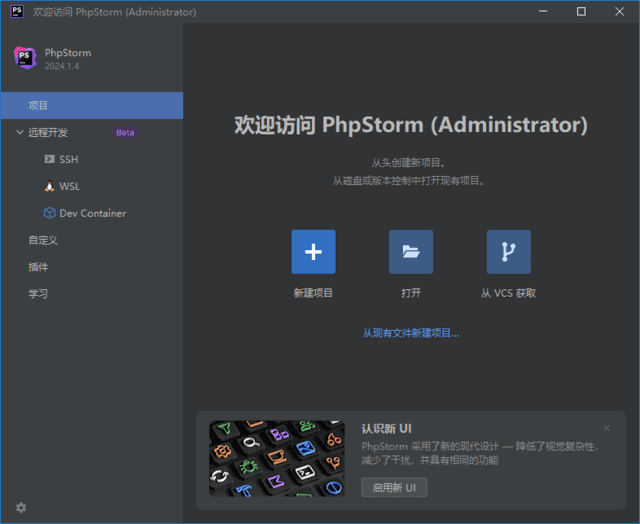 欢迎访问 PhpStorm (Administrator)
PhpStorm
2024.1.4
项目
远程开发 Beta
SSH
WSL
Dev Container
自定义
插件
学习
欢迎访问 PhpStorm (Administrator)
从头创建新项目。
从磁盘或版本控制中打开现有项目。
新建项目 打开 从 VCS 获取
从现有文件新建项目...
认识新 UI
PhpStorm 采用了新的现代设计 — 降低了视觉复杂性，
减少了干扰，并具有相同的功能
启用新 UI